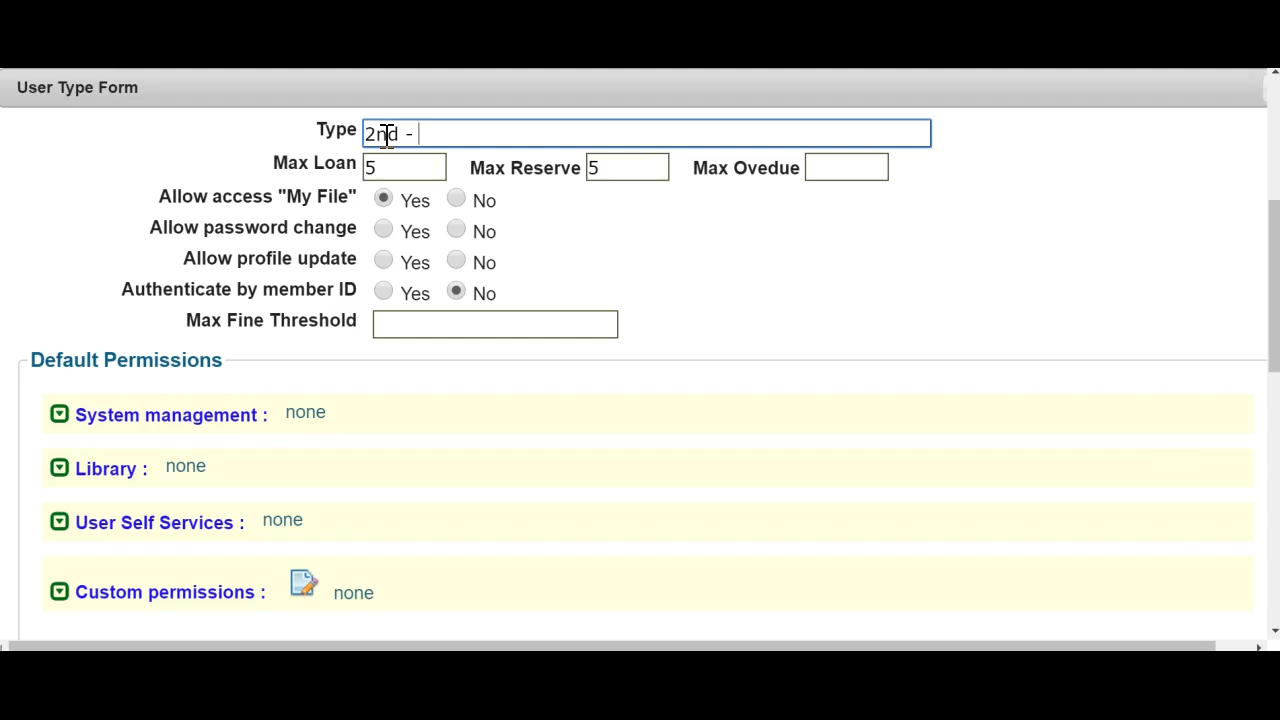 User Type Form
Type 2nd -
Max Loan 5 Max Reserve 5 Max Ovedue
Allow access "My File" Yes No
Allow password change Yes No
Allow profile update Yes No
Authenticate by member ID Yes No
Max Fine Threshold
Default Permissions
System management : none
Library : none
User Self Services : none
Custom permissions : none